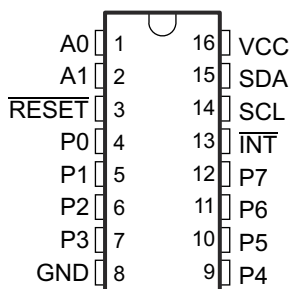 A0 1 16 VCC
A1 2 15 SDA
RESET 3 14 SCL
P0 4 13 INT
P1 5 12 P7
P2 6 11 P6
P3 7 10 P5
GND 8 9 P4